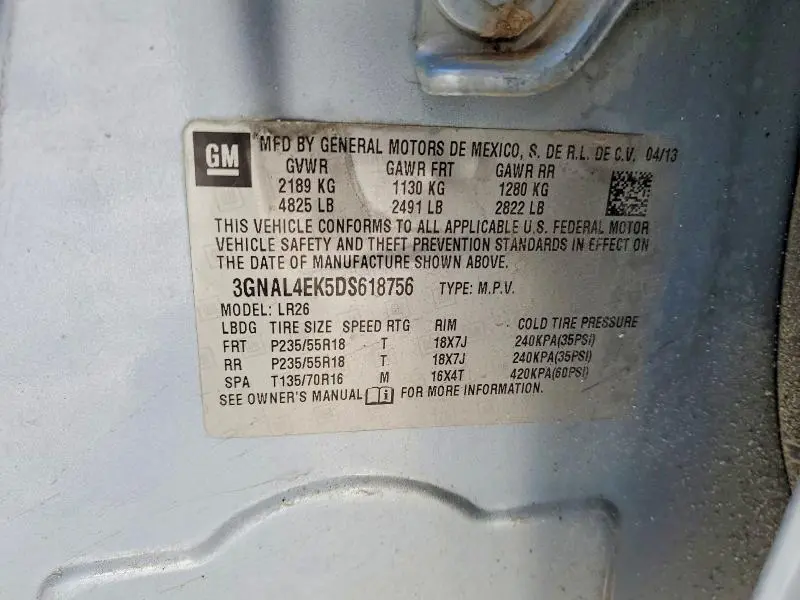 GM
MFD BY GENERAL MOTORS DE MEXICO, S. DE R.L. DE C.V. 04/13
GVWR GAWR FRT GAWR RR
2189 KG 1130 KG 1280 KG
4825 LB 2491 LB 2822 LB
THIS VEHICLE CONFORMS TO ALL APPLICABLE U.S. FEDERAL MOTOR
VEHICLE SAFETY AND THEFT PREVENTION STANDARDS IN EFFECT ON
THE DATE OF MANUFACTURE SHOWN ABOVE.
3GNAL4EK5DS618756 TYPE: M.P.V.
MODEL: LR26
LBDG TIRE SIZE SPEED RTG RIM COLD TIRE PRESSURE
FRT P235/55R18 T 18X7J 240KPA(35PSI)
RR P235/55R18 T 18X7J 240KPA(35PSI)
SPA T135/70R16 M 16X4T 420KPA(60PSI)
SEE OWNER'S MANUAL FOR MORE INFORMATION.